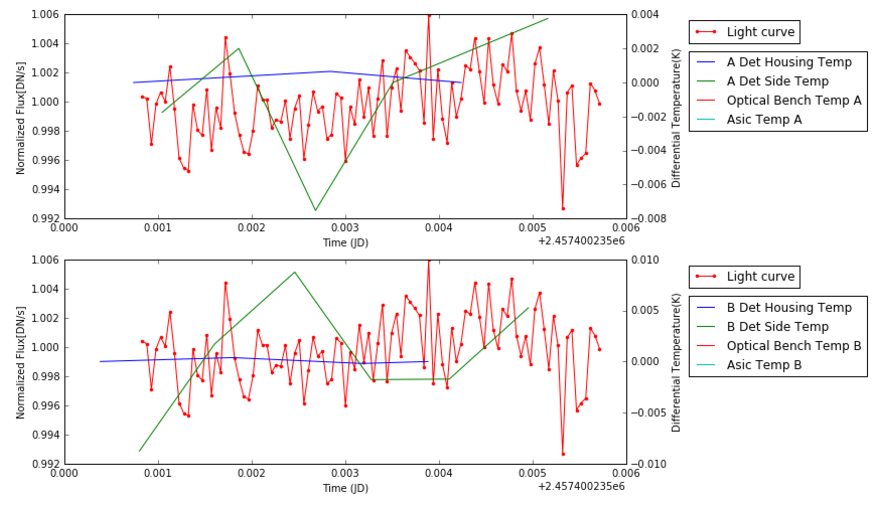 1.006
1.004
1.002
1.000
0.998
0.996
0.994
0.992
Normalized Flux[DN/s]
0.000 0.001 0.002 0.003 0.004 0.005 0.006
Time (JD)
+2.457400235e6
0.004
0.002
0.000
−0.002
−0.004
−0.006
−0.008
Differential Temperature(K)
Light curve
A Det Housing Temp
A Det Side Temp
Optical Bench Temp A
Asic Temp A
1.006
1.004
1.002
1.000
0.998
0.996
0.994
0.992
Normalized Flux[DN/s]
0.000 0.001 0.002 0.003 0.004 0.005 0.006
Time (JD)
+2.457400235e6
0.010
0.005
0.000
−0.005
−0.010
Differential Temperature(K)
Light curve
B Det Housing Temp
B Det Side Temp
Optical Bench Temp B
Asic Temp B